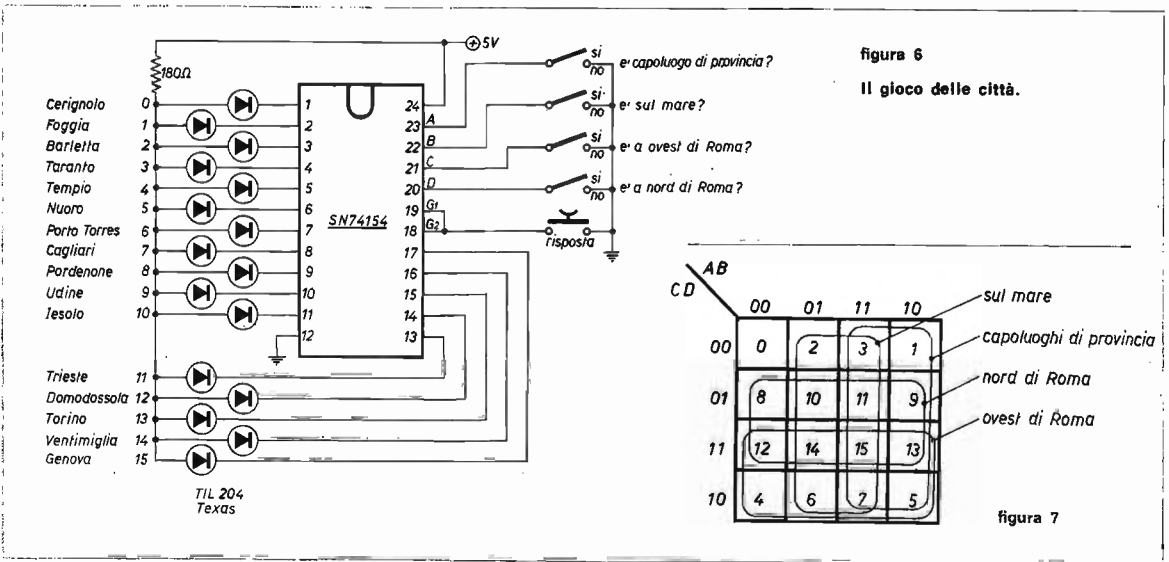 figura 6
Il gioco delle città.
5V
180Ω
Cerignolo 0
Foggia 1
Barletta 2
Taranto 3
Tempio 4
Nuoro 5
Porto Torres 6
Cagliari 7
Pordenone 8
Udine 9
Iesolo 10
Trieste 11
Domodossola 12
Torino 13
Ventimiglia 14
Genova 15
TIL 204
Texas
1
2
3
4
5
6
7
8
9
10
11
12
SN74154
24
23 A
22 B
21 C
20 D
19 G1
18 G2
17
16
15
14
13
si
no e' capoluogo di provincia?
si
no e' sul mare?
si
no e' a ovest di Roma?
si
no e' a nord di Roma?
risposta
AB
CD
00 01 11 10
00 0 2 3 1
01 8 10 11 9
11 12 14 15 13
10 4 6 7 5
sul mare
capoluoghi di provincia
nord di Roma
ovest di Roma
figura 7